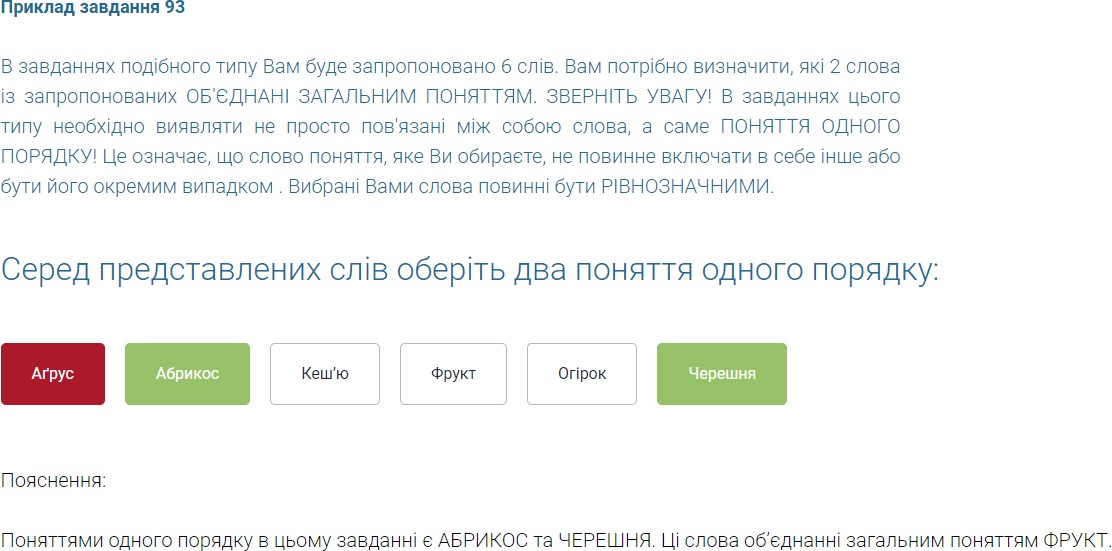 Приклад завдання 93
В завданнях подібного типу Вам буде запропоновано 6 слів. Вам потрібно визначити, які 2 слова
із запропонованих ОБ'ЄДНАНІ ЗАГАЛЬНИМ ПОНЯТТЯМ. ЗВЕРНІТЬ УВАГУ! В завданнях цього
типу необхідно виявляти не просто пов'язані між собою слова, а саме ПОНЯТТЯ ОДНОГО
ПОРЯДКУ! Це означає, що слово поняття, яке Ви обираєте, не повинне включати в себе інше або
бути його окремим випадком . Вибрані Вами слова повинні бути РІВНОЗНАЧНИМИ.
Серед представлених слів оберіть два поняття одного порядку:
Аґрус Абрикос Кеш’ю Фрукт Огірок Черешня
Пояснення:
Поняттями одного порядку в цьому завданні є АБРИКОС та ЧЕРЕШНЯ. Ці слова об’єднанні загальним поняттям ФРУКТ.